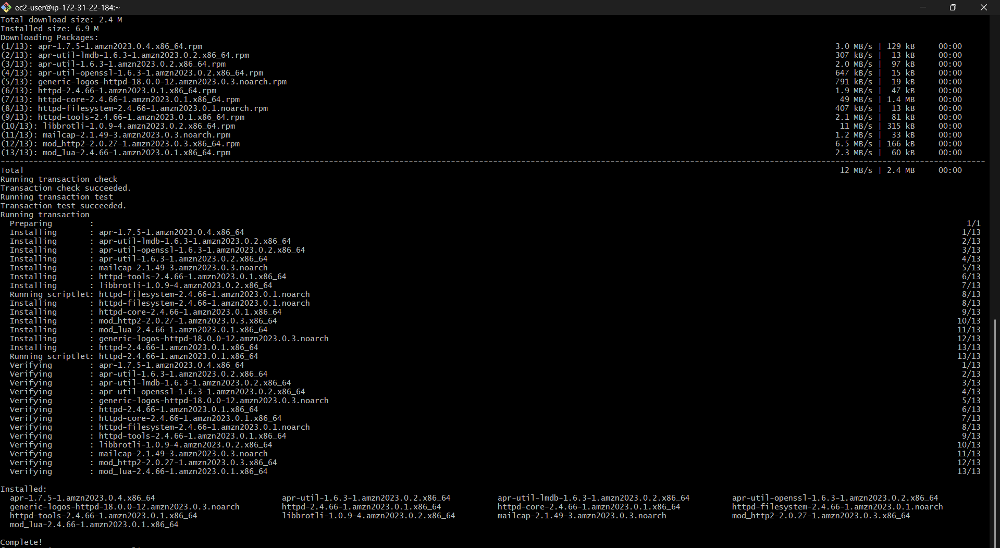 ec2-user@ip-172-31-22-184:~
Total download size: 2.4 M
Installed size: 6.9 M
Downloading Packages:
(1/13): apr-1.7.5-1.amzn2023.0.4.x86_64.rpm 3.0 MB/s | 129 kB 00:00
(2/13): apr-util-lmdb-1.6.3-1.amzn2023.0.2.x86_64.rpm 307 kB/s | 13 kB 00:00
(3/13): apr-util-1.6.3-1.amzn2023.0.2.x86_64.rpm 2.0 MB/s | 97 kB 00:00
(4/13): apr-util-openssl-1.6.3-1.amzn2023.0.2.x86_64.rpm 647 kB/s | 15 kB 00:00
(5/13): generic-logos-httpd-18.0.0-12.amzn2023.0.3.noarch.rpm 791 kB/s | 19 kB 00:00
(6/13): httpd-2.4.66-1.amzn2023.0.1.x86_64.rpm 1.9 MB/s | 47 kB 00:00
(7/13): httpd-core-2.4.66-1.amzn2023.0.1.x86_64.rpm 49 MB/s | 1.4 MB 00:00
(8/13): httpd-filesystem-2.4.66-1.amzn2023.0.1.noarch.rpm 407 kB/s | 13 kB 00:00
(9/13): httpd-tools-2.4.66-1.amzn2023.0.1.x86_64.rpm 2.1 MB/s | 81 kB 00:00
(10/13): libbrotli-1.0.9-4.amzn2023.0.2.x86_64.rpm 11 MB/s | 315 kB 00:00
(11/13): mailcap-2.1.49-3.amzn2023.0.3.noarch.rpm 1.2 MB/s | 33 kB 00:00
(12/13): mod_http2-2.0.27-1.amzn2023.0.3.x86_64.rpm 6.5 MB/s | 166 kB 00:00
(13/13): mod_lua-2.4.66-1.amzn2023.0.1.x86_64.rpm 2.3 MB/s | 60 kB 00:00
Total 12 MB/s | 2.4 MB 00:00
Running transaction check
Transaction check succeeded.
Running transaction test
Transaction test succeeded.
Running transaction
Preparing : 1/1
Installing : apr-1.7.5-1.amzn2023.0.4.x86_64 1/13
Installing : apr-util-lmdb-1.6.3-1.amzn2023.0.2.x86_64 2/13
Installing : apr-util-openssl-1.6.3-1.amzn2023.0.2.x86_64 3/13
Installing : apr-util-1.6.3-1.amzn2023.0.2.x86_64 4/13
Installing : mailcap-2.1.49-3.amzn2023.0.3.noarch 5/13
Installing : httpd-tools-2.4.66-1.amzn2023.0.1.x86_64 6/13
Installing : libbrotli-1.0.9-4.amzn2023.0.2.x86_64 7/13
Running scriptlet: httpd-filesystem-2.4.66-1.amzn2023.0.1.noarch 8/13
Installing : httpd-filesystem-2.4.66-1.amzn2023.0.1.noarch 8/13
Installing : httpd-core-2.4.66-1.amzn2023.0.1.x86_64 9/13
Installing : mod_http2-2.0.27-1.amzn2023.0.3.x86_64 10/13
Installing : mod_lua-2.4.66-1.amzn2023.0.1.x86_64 11/13
Installing : generic-logos-httpd-18.0.0-12.amzn2023.0.3.noarch 12/13
Installing : httpd-2.4.66-1.amzn2023.0.1.x86_64 13/13
Running scriptlet: httpd-2.4.66-1.amzn2023.0.1.x86_64 13/13
Verifying : apr-1.7.5-1.amzn2023.0.4.x86_64 1/13
Verifying : apr-util-1.6.3-1.amzn2023.0.2.x86_64 2/13
Verifying : apr-util-lmdb-1.6.3-1.amzn2023.0.2.x86_64 3/13
Verifying : apr-util-openssl-1.6.3-1.amzn2023.0.2.x86_64 4/13
Verifying : generic-logos-httpd-18.0.0-12.amzn2023.0.3.noarch 5/13
Verifying : httpd-2.4.66-1.amzn2023.0.1.x86_64 6/13
Verifying : httpd-core-2.4.66-1.amzn2023.0.1.x86_64 7/13
Verifying : httpd-filesystem-2.4.66-1.amzn2023.0.1.noarch 8/13
Verifying : httpd-tools-2.4.66-1.amzn2023.0.1.x86_64 9/13
Verifying : libbrotli-1.0.9-4.amzn2023.0.2.x86_64 10/13
Verifying : mailcap-2.1.49-3.amzn2023.0.3.noarch 11/13
Verifying : mod_http2-2.0.27-1.amzn2023.0.3.x86_64 12/13
Verifying : mod_lua-2.4.66-1.amzn2023.0.1.x86_64 13/13
Installed:
apr-1.7.5-1.amzn2023.0.4.x86_64 apr-util-1.6.3-1.amzn2023.0.2.x86_64 apr-util-lmdb-1.6.3-1.amzn2023.0.2.x86_64 apr-util-openssl-1.6.3-1.amzn2023.0.2.x86_64
generic-logos-httpd-18.0.0-12.amzn2023.0.3.noarch httpd-2.4.66-1.amzn2023.0.1.x86_64 httpd-core-2.4.66-1.amzn2023.0.1.x86_64 httpd-filesystem-2.4.66-1.amzn2023.0.1.noarch
httpd-tools-2.4.66-1.amzn2023.0.1.x86_64 libbrotli-1.0.9-4.amzn2023.0.2.x86_64 mailcap-2.1.49-3.amzn2023.0.3.noarch mod_http2-2.0.27-1.amzn2023.0.3.x86_64
mod_lua-2.4.66-1.amzn2023.0.1.x86_64
Complete!